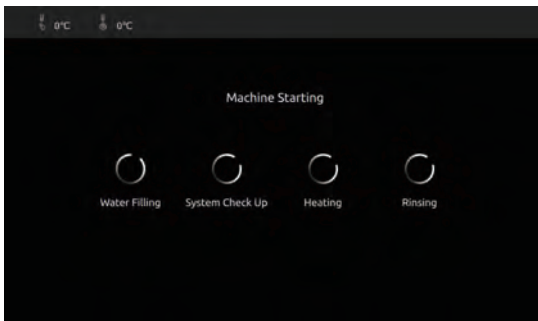 0°C 0°C
Machine Starting
Water Filling System Check Up Heating Rinsing